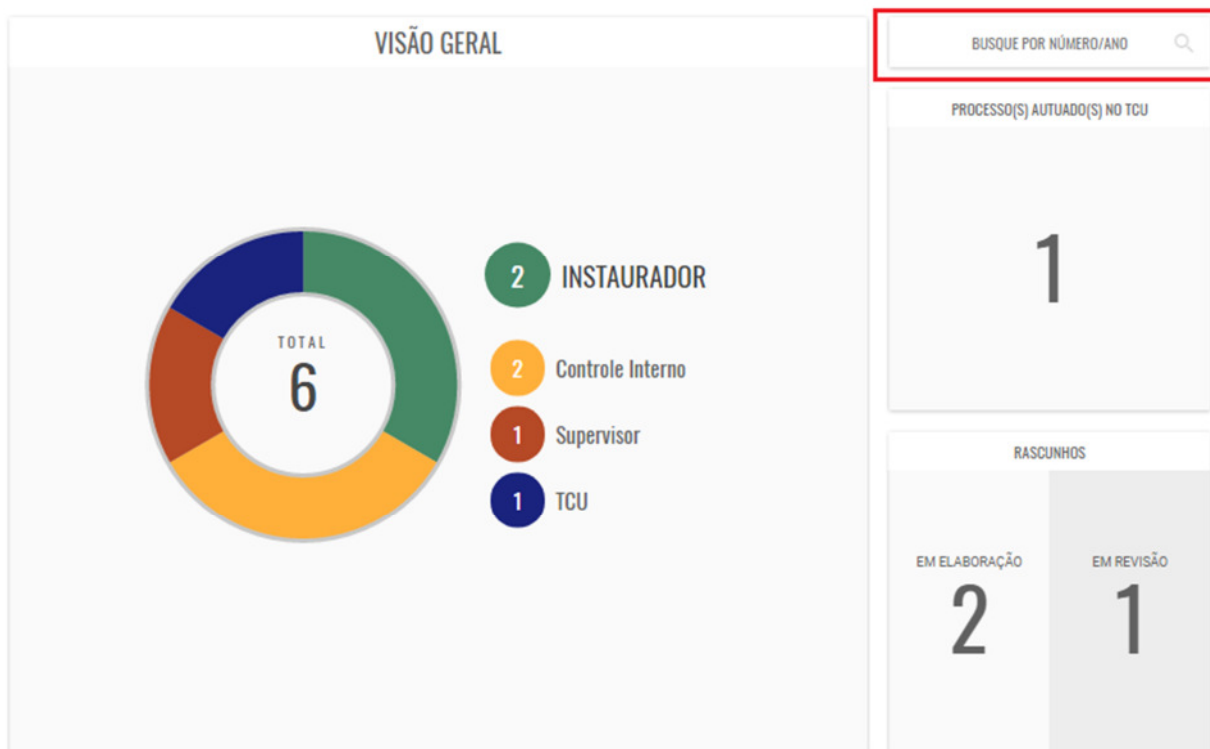 VISÃO GERAL
BUSQUE POR NÚMERO/ANO
PROCESSO(S) AUTUADO(S) NO TCU
1
TOTAL
6
2 INSTAURADOR
2 Controle Interno
1 Supervisor
1 TCU
RASCUNHOS
EM ELABORAÇÃO
2
EM REVISÃO
1